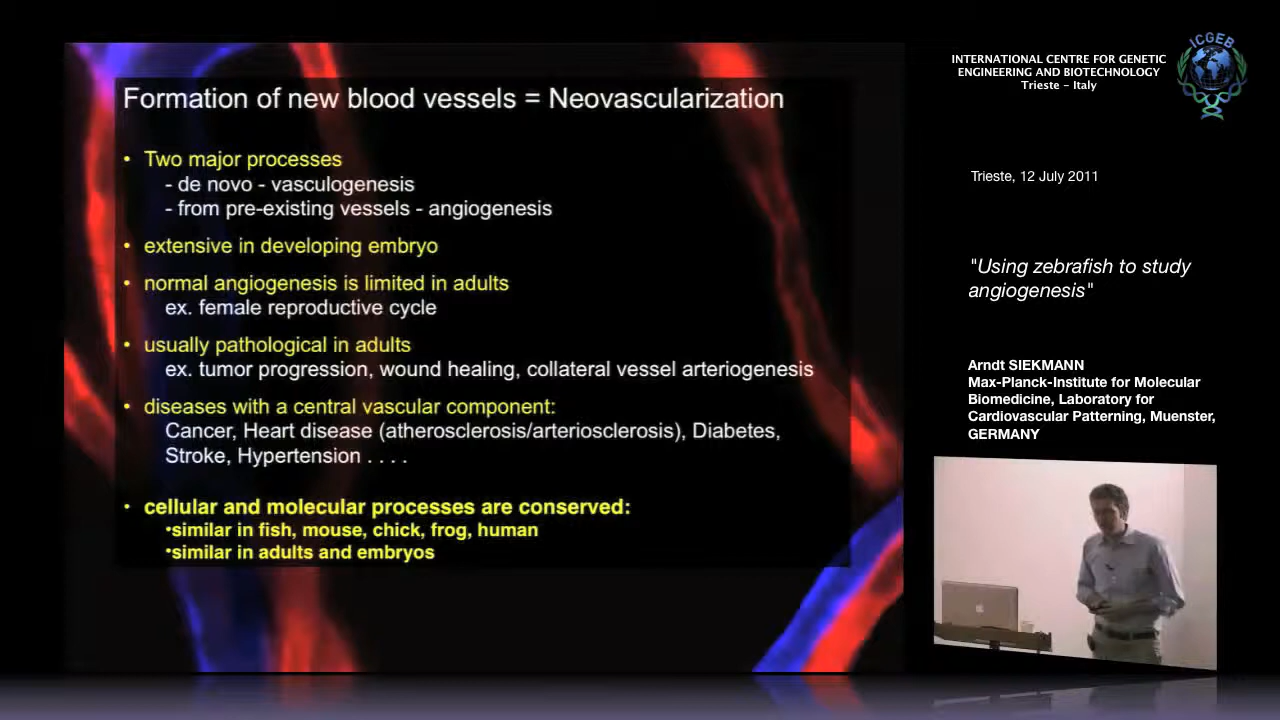 Formation of new blood vessels = Neovascularization
• Two major processes
- de novo - vasculogenesis
- from pre-existing vessels - angiogenesis
• extensive in developing embryo
• normal angiogenesis is limited in adults
ex. female reproductive cycle
• usually pathological in adults
ex. tumor progression, wound healing, collateral vessel arteriogenesis
• diseases with a central vascular component:
Cancer, Heart disease (atherosclerosis/arteriosclerosis), Diabetes,
Stroke, Hypertension . . . .
• cellular and molecular processes are conserved:
•similar in fish, mouse, chick, frog, human
•similar in adults and embryos
INTERNATIONAL CENTRE FOR GENETIC
ENGINEERING AND BIOTECHNOLOGY
Trieste - Italy
ICGEB
Trieste, 12 July 2011
"Using zebrafish to study
angiogenesis"
Arndt SIEKMANN
Max-Planck-Institute for Molecular
Biomedicine, Laboratory for
Cardiovascular Patterning, Muenster,
GERMANY